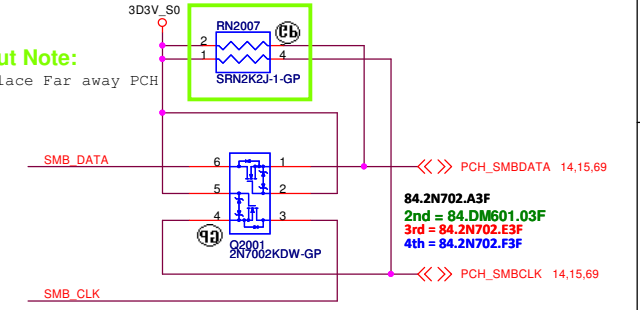 3D3V_S0
RN2007
2 3
1 4
SRN2K2J-1-GP
ut Note:
lace Far away PCH
SMB_DATA
6 1
5 2
4 3
PCH_SMBDATA 14,15,69
84.2N702.A3F
2nd = 84.DM601.03F
3rd = 84.2N702.E3F
4th = 84.2N702.F3F
GP
Q2001
2N7002KDW-GP
PCH_SMBCLK 14,15,69
SMB_CLK